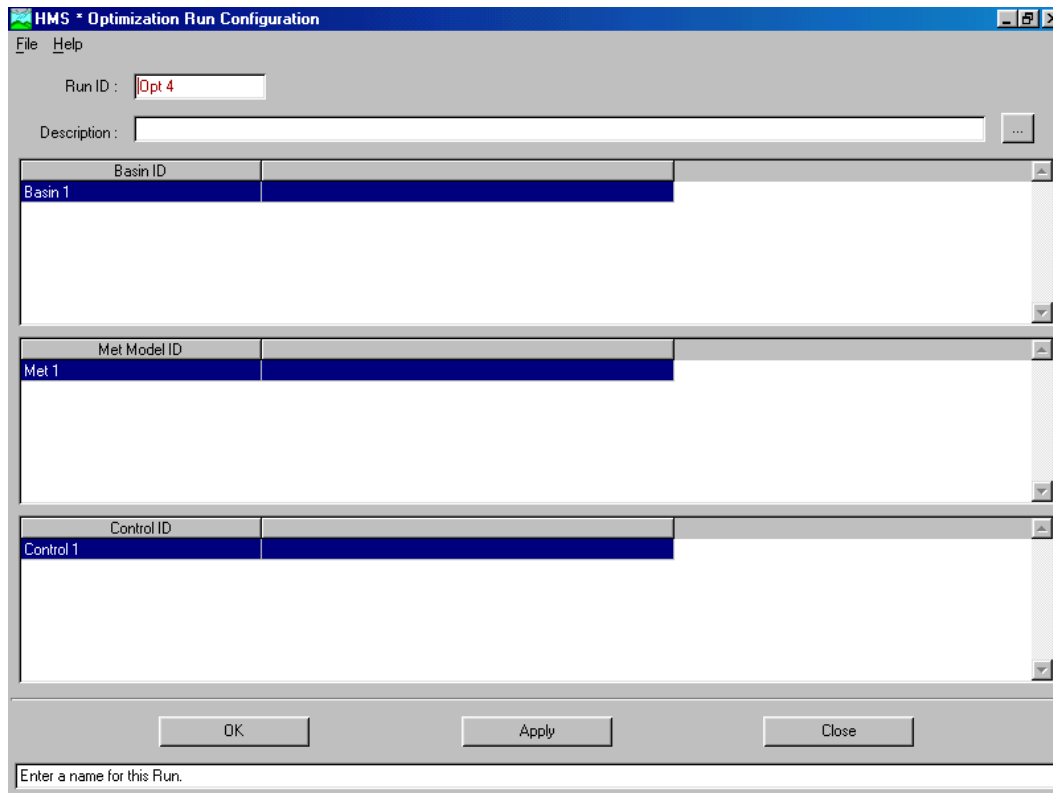 HMS * Optimization Run Configuration
File Help
Run ID : Opt 4
Description : ...
Basin ID
Basin 1
Met Model ID
Met 1
Control ID
Control 1
OK Apply Close
Enter a name for this Run.